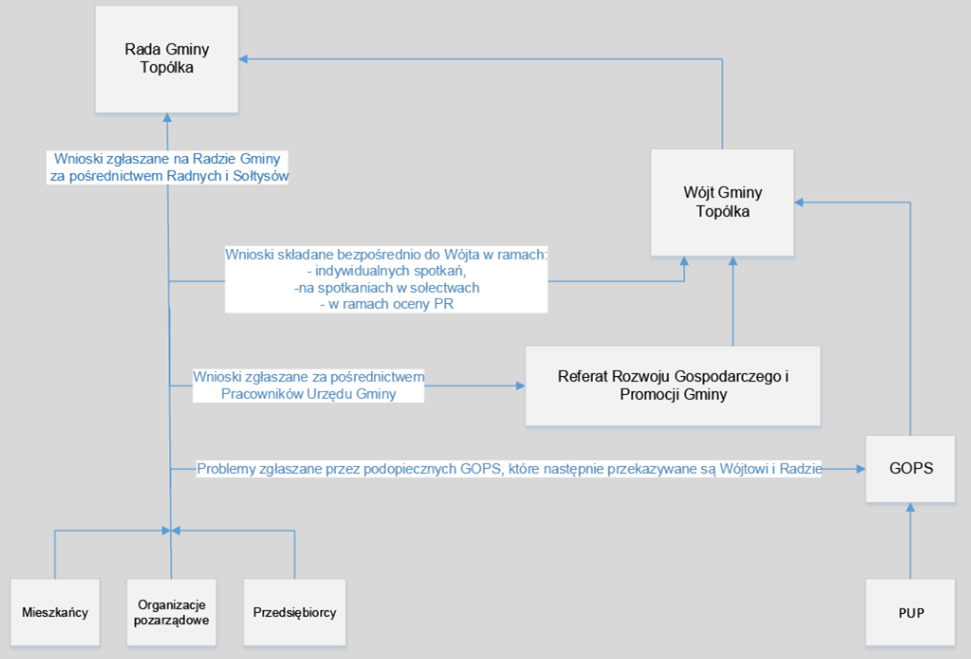 Rada Gminy
Topólka
Wnioski zgłaszane na Radzie Gminy
za pośrednictwem Radnych i Sołtysów
Wójt Gminy
Topólka
Wnioski składane bezpośrednio do Wójta w ramach:
- indywidualnych spotkań,
-na spotkaniach w sołectwach
- w ramach oceny PR
Wnioski zgłaszane za pośrednictwem
Pracowników Urzędu Gminy
Referat Rozwoju Gospodarczego i
Promocji Gminy
Problemy zgłaszane przez podopiecznych GOPS, które następnie przekazywane są Wójtowi i Radzie
GOPS
Mieszkańcy
Organizacje
pozarządowe
Przedsiębiorcy
PUP